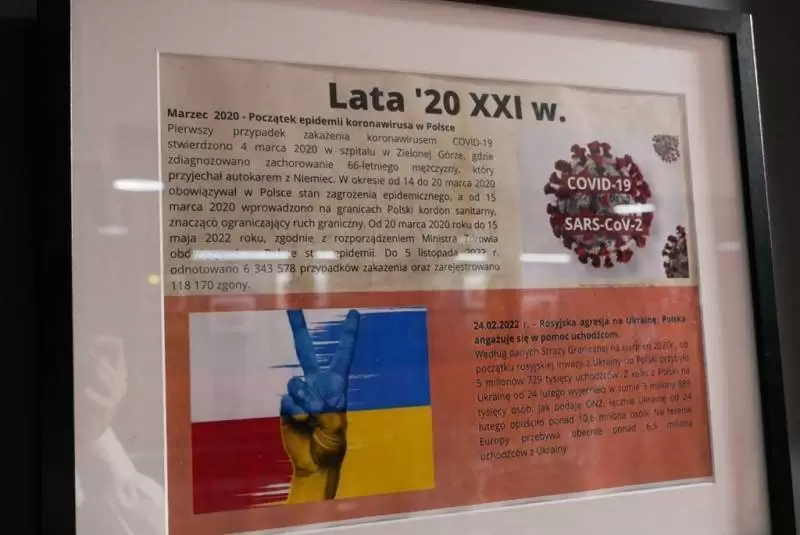 Lata '20 XXI w.
Marzec 2020 - Początek epidemii koronawirusa w Polsce
Pierwszy przypadek zakażenia koronawirusem COVID-19
stwierdzono 4 marca 2020 w szpitalu w Zielonej Górze, gdzie
zdiagnozowano zachorowanie 66-letniego mężczyzny, który
przyjechał autokarem z Niemiec. W okresie od 14 do 20 marca 2020
obowiązywał w Polsce stan zagrożenia epidemicznego, a od 15
marca 2020 wprowadzono na granicach Polski kordon sanitarny,
znacząco ograniczający ruch graniczny. Od 20 marca 2020 roku do 15
maja 2022 roku, zgodnie z rozporządzeniem Ministra Zdrowia
epidemii. Do 5 listopada 2022 r.
odnotowano 6 343 578 przypadków zakażenia oraz zarejestrowano
118 170 zgony.
COVID-19
SARS-CoV-2
24.02.2022 r. - Rosyjska agresja na Ukrainę. Polska
angażuje się w pomoc uchodźcom.
Według danych Straży Granicznej na sierpień 2020r., od
początku rosyjskiej inwazji z Ukrainy do Polski przybyło
5 milionów 729 tysięcy uchodźców. Z kolei z Polski na
Ukrainę od 24 lutego wyjechało w sumie 3 miliony 889
tysięcy osób. Jak podaje ONZ, łącznie Ukrainę od 24
lutego opuściło ponad 10,6 miliona osób. Na terenie
Europy przebywa obecnie ponad 6,3 miliona
uchodźców z Ukrainy.